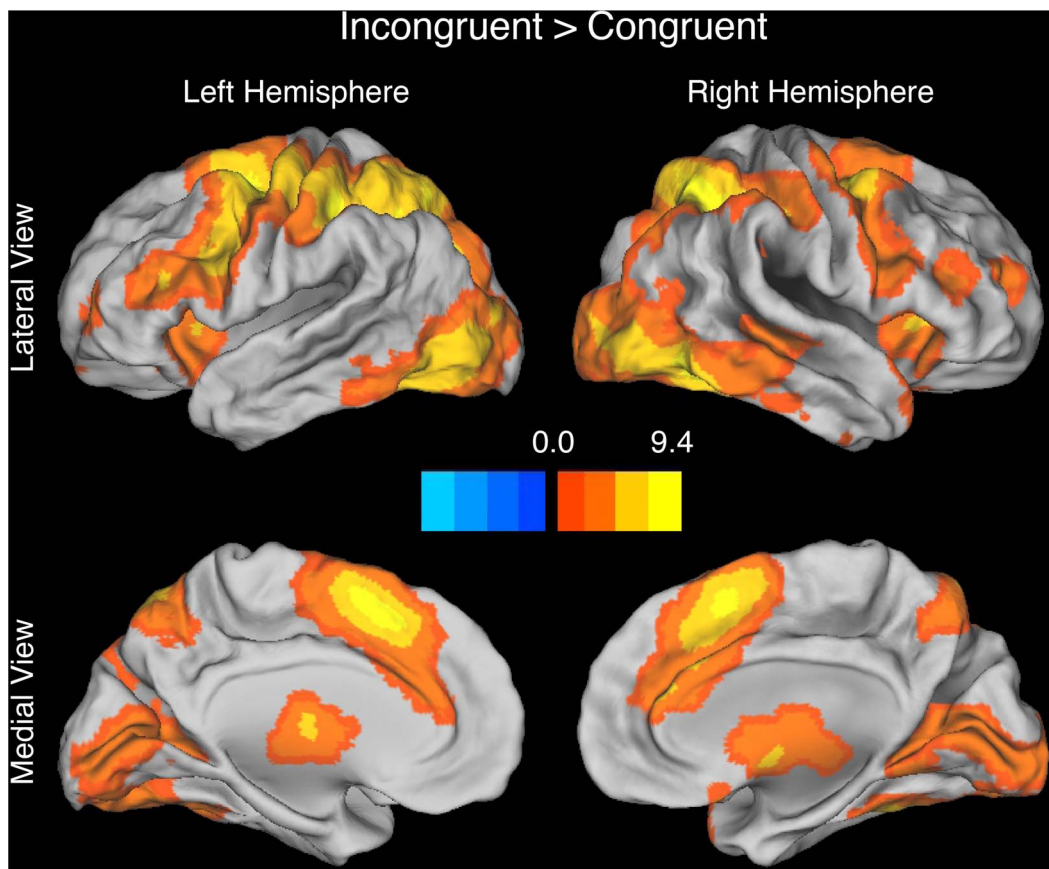 Incongruent > Congruent
Left Hemisphere
Right Hemisphere
Lateral View
0.0
9.4
Medial View